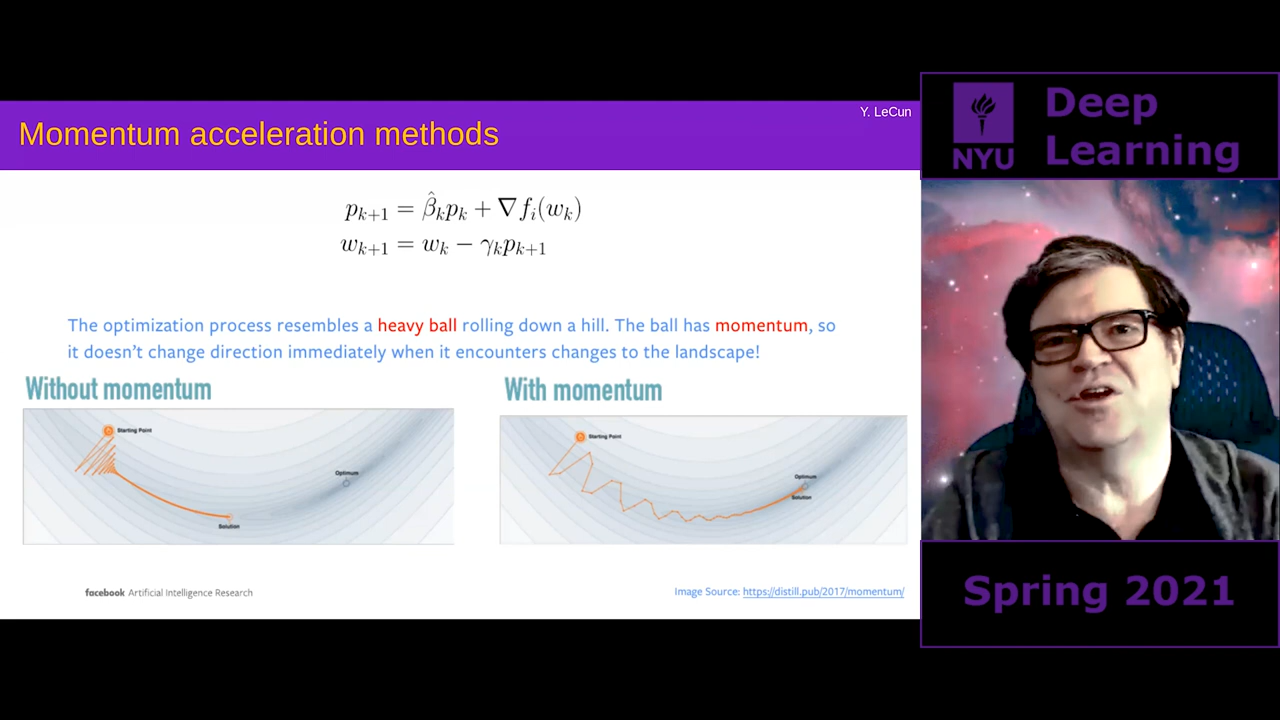 Y. LeCun
Momentum acceleration methods
p_{k+1} = \hat{β}_k p_k + ∇f_i(w_k)
w_{k+1} = w_k − γ_k p_{k+1}
The optimization process resembles a heavy ball rolling down a hill. The ball has momentum, so
it doesn't change direction immediately when it encounters changes to the landscape!
Without momentum
Starting Point
Optimum
Solution
With momentum
Starting Point
Optimum
Solution
facebook Artificial Intelligence Research
Image Source: https://distill.pub/2017/momentum/
NYU
Deep
Learning
Spring 2021